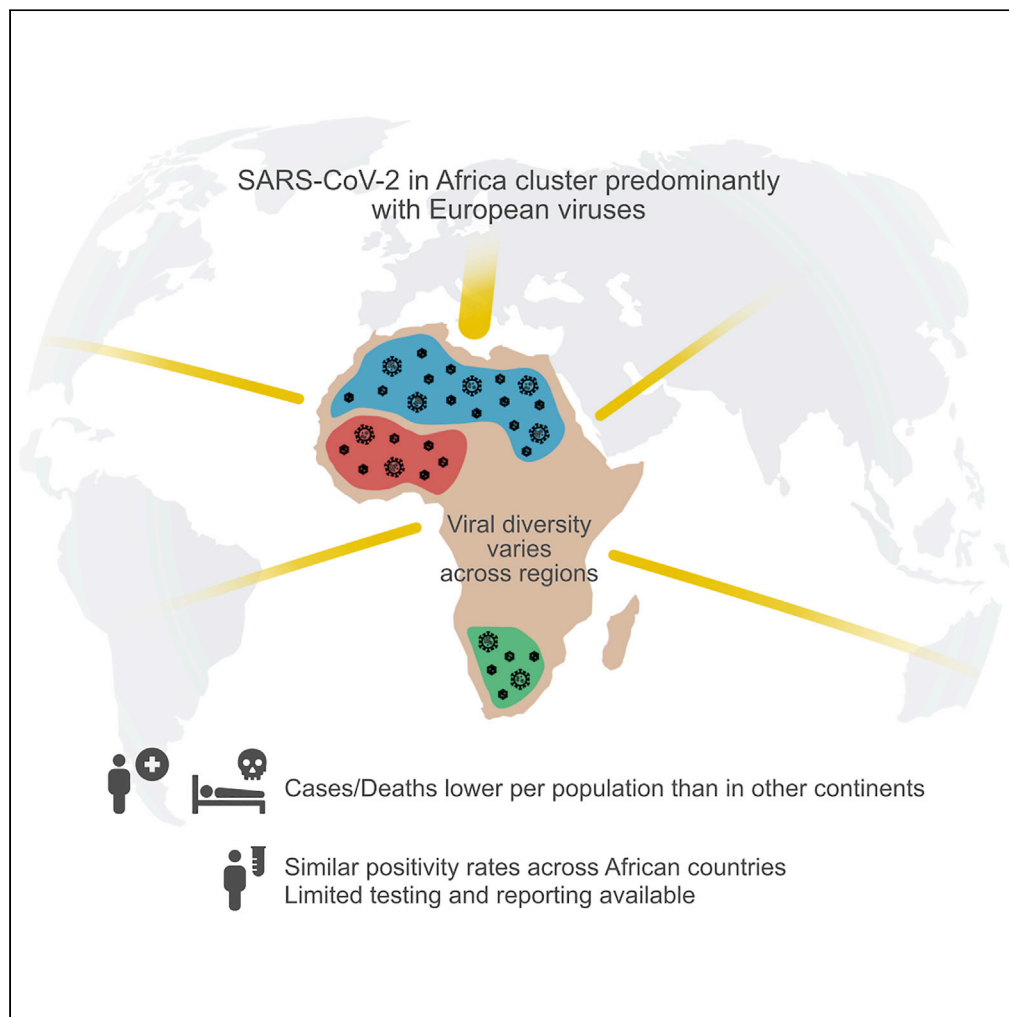 SARS-CoV-2 in Africa cluster predominantly
with European viruses
Viral diversity
varies
across regions
Cases/Deaths lower per population than in other continents
Similar positivity rates across African countries
Limited testing and reporting available